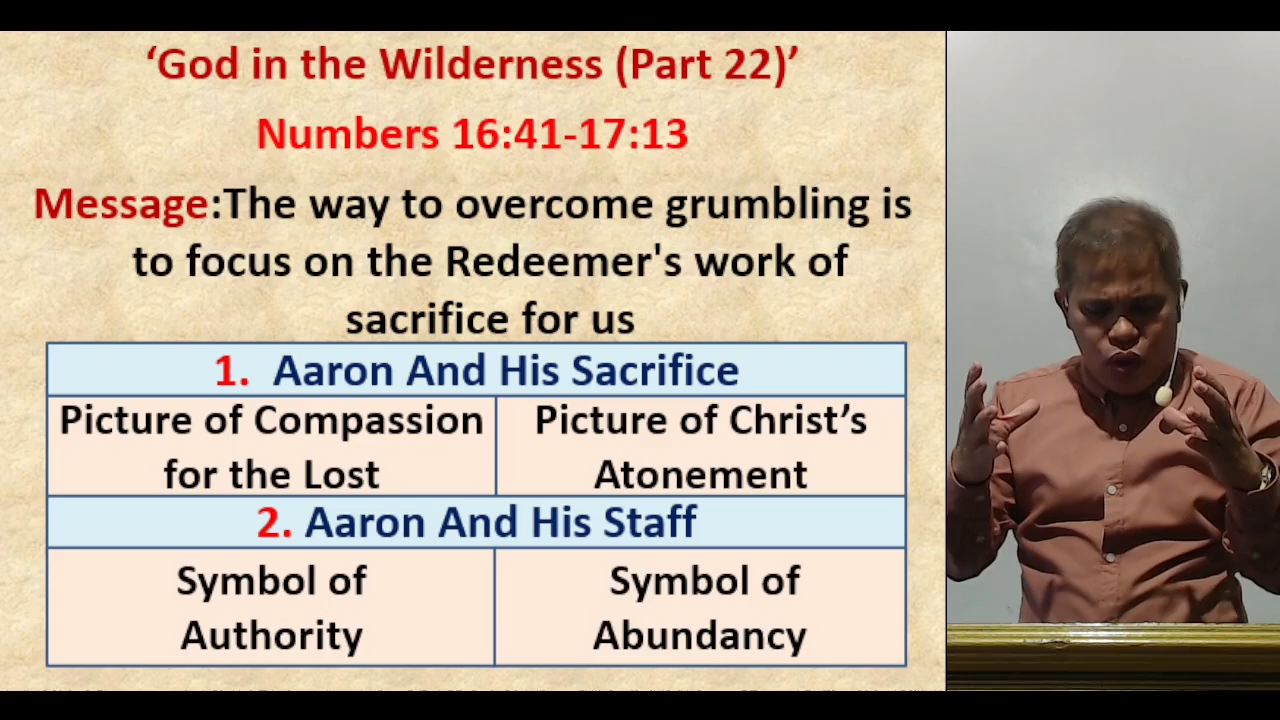 ‘God in the Wilderness (Part 22)’
Numbers 16:41-17:13
Message:The way to overcome grumbling is
to focus on the Redeemer's work of
sacrifice for us
1. Aaron And His Sacrifice
Picture of Compassion
for the Lost
Picture of Christ’s
Atonement
2. Aaron And His Staff
Symbol of
Authority
Symbol of
Abundancy